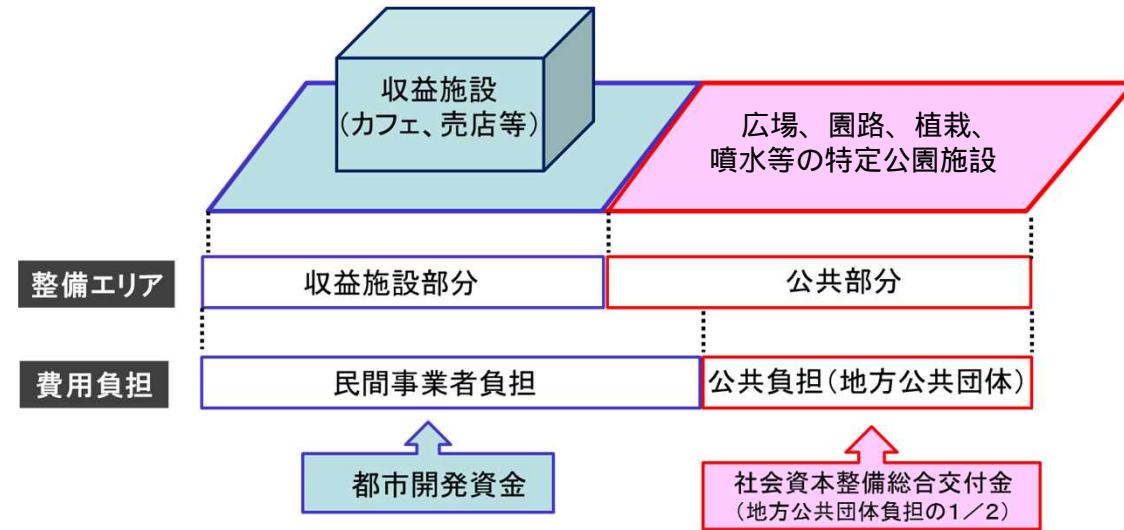 収益施設
(カフェ、売店等)
広場、園路、植栽、
噴水等の特定公園施設
整備エリア
収益施設部分
公共部分
費用負担
民間事業者負担
公共負担(地方公共団体)
都市開発資金
社会資本整備総合交付金
(地方公共団体負担の1/2)